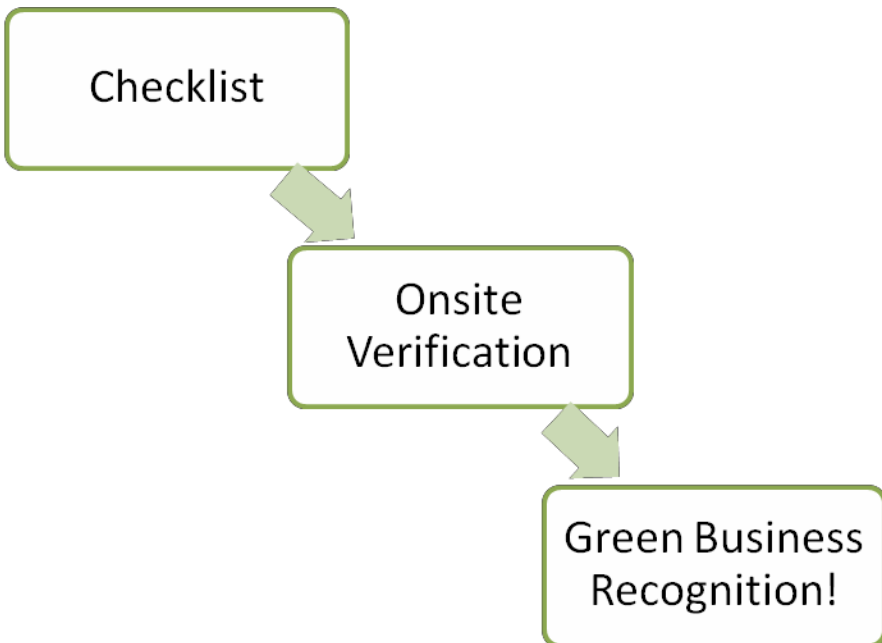 Checklist
Onsite
Verification
Green Business
Recognition!